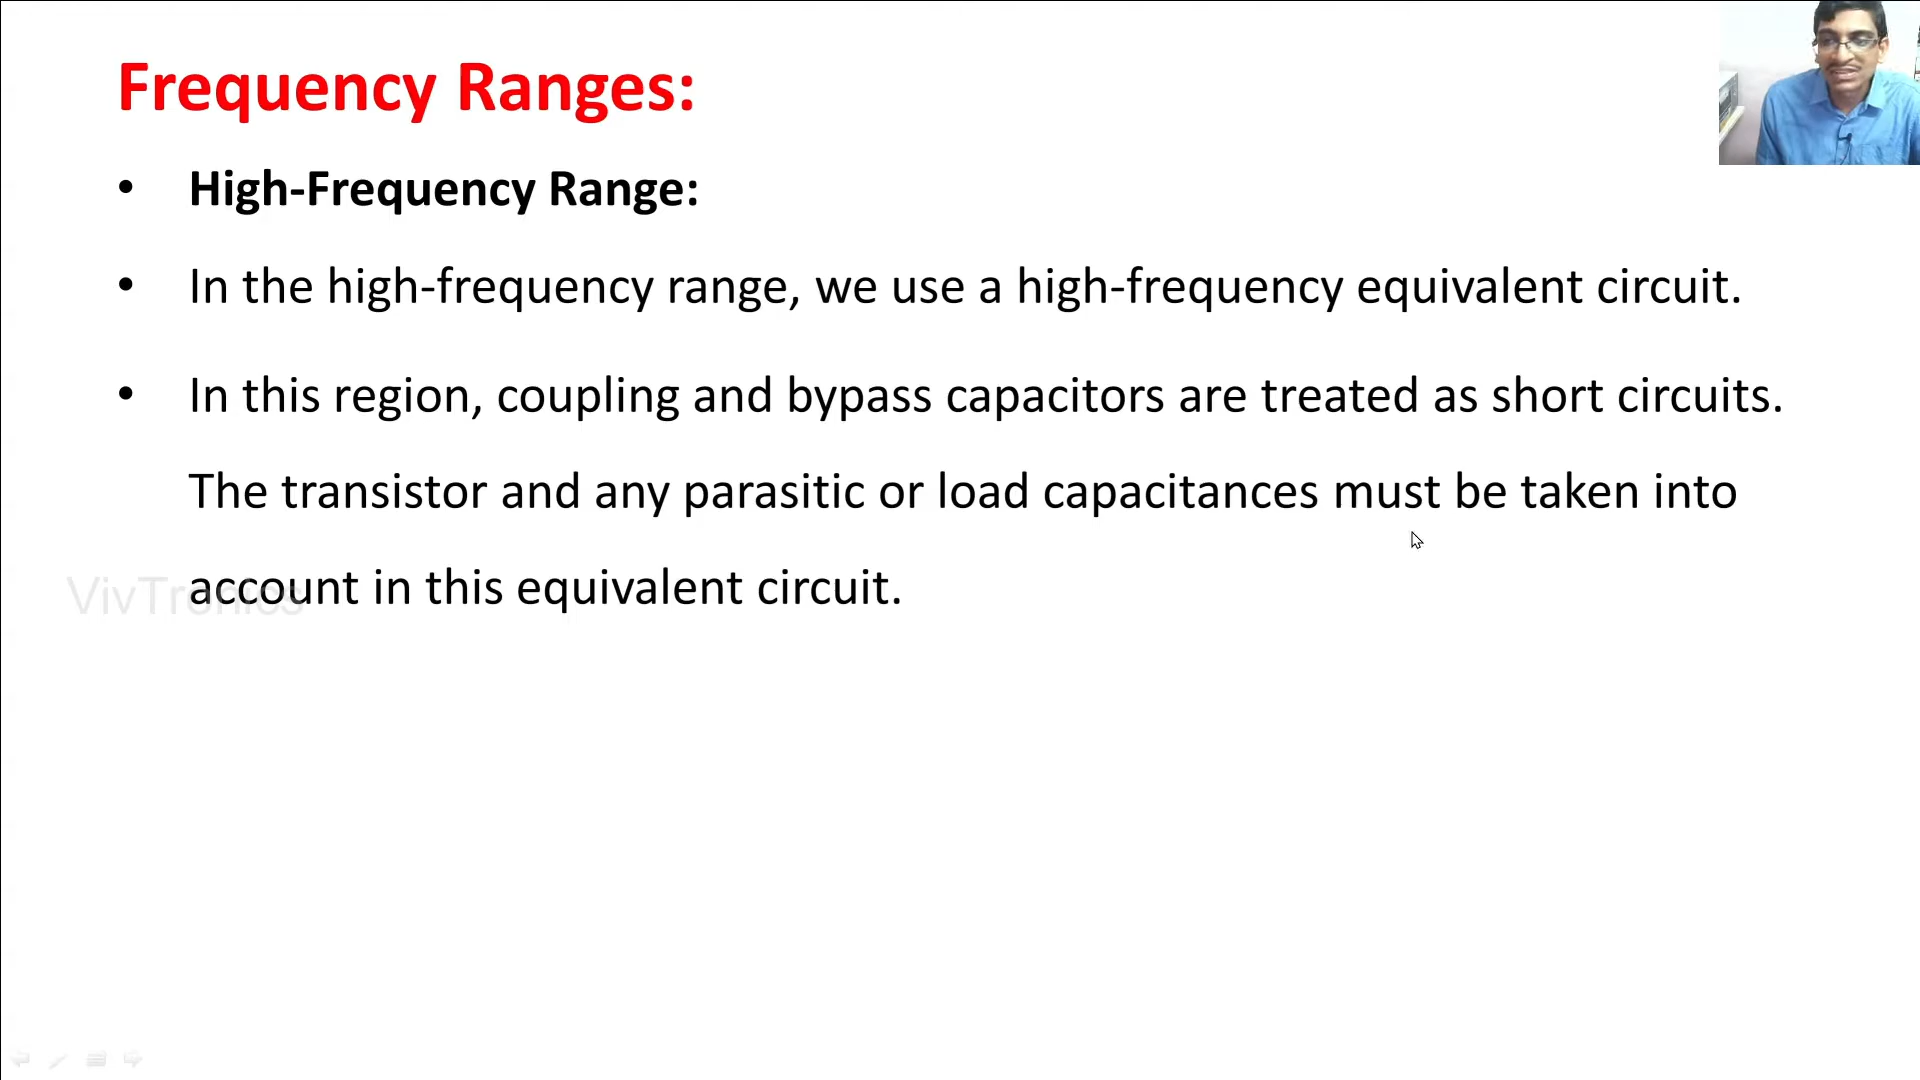 Frequency Ranges:
• High-Frequency Range:
• In the high-frequency range, we use a high-frequency equivalent circuit.
• In this region, coupling and bypass capacitors are treated as short circuits.
The transistor and any parasitic or load capacitances must be taken into
account in this equivalent circuit.
VivTronics